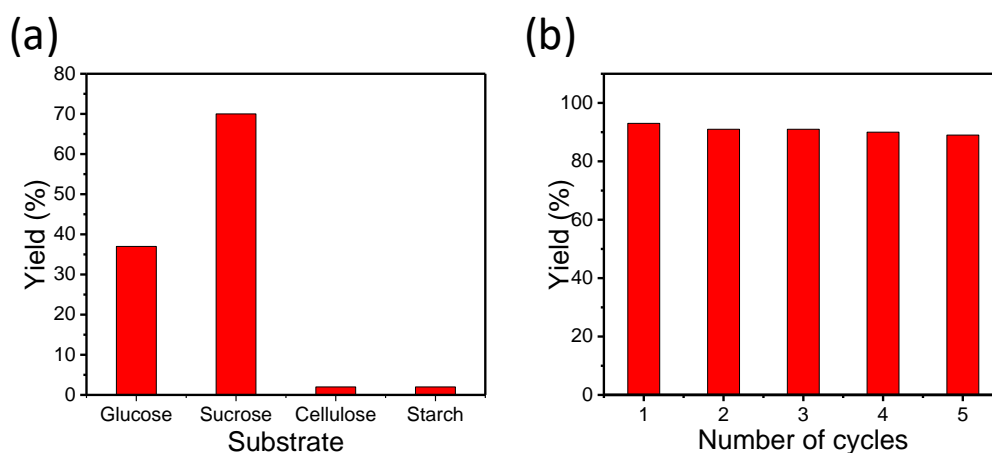 (a)
Yield (%)
80
70
60
50
40
30
20
10
0
Glucose Sucrose Cellulose Starch
Substrate
(b)
Yield (%)
100
80
60
40
20
0
1 2 3 4 5
Number of cycles